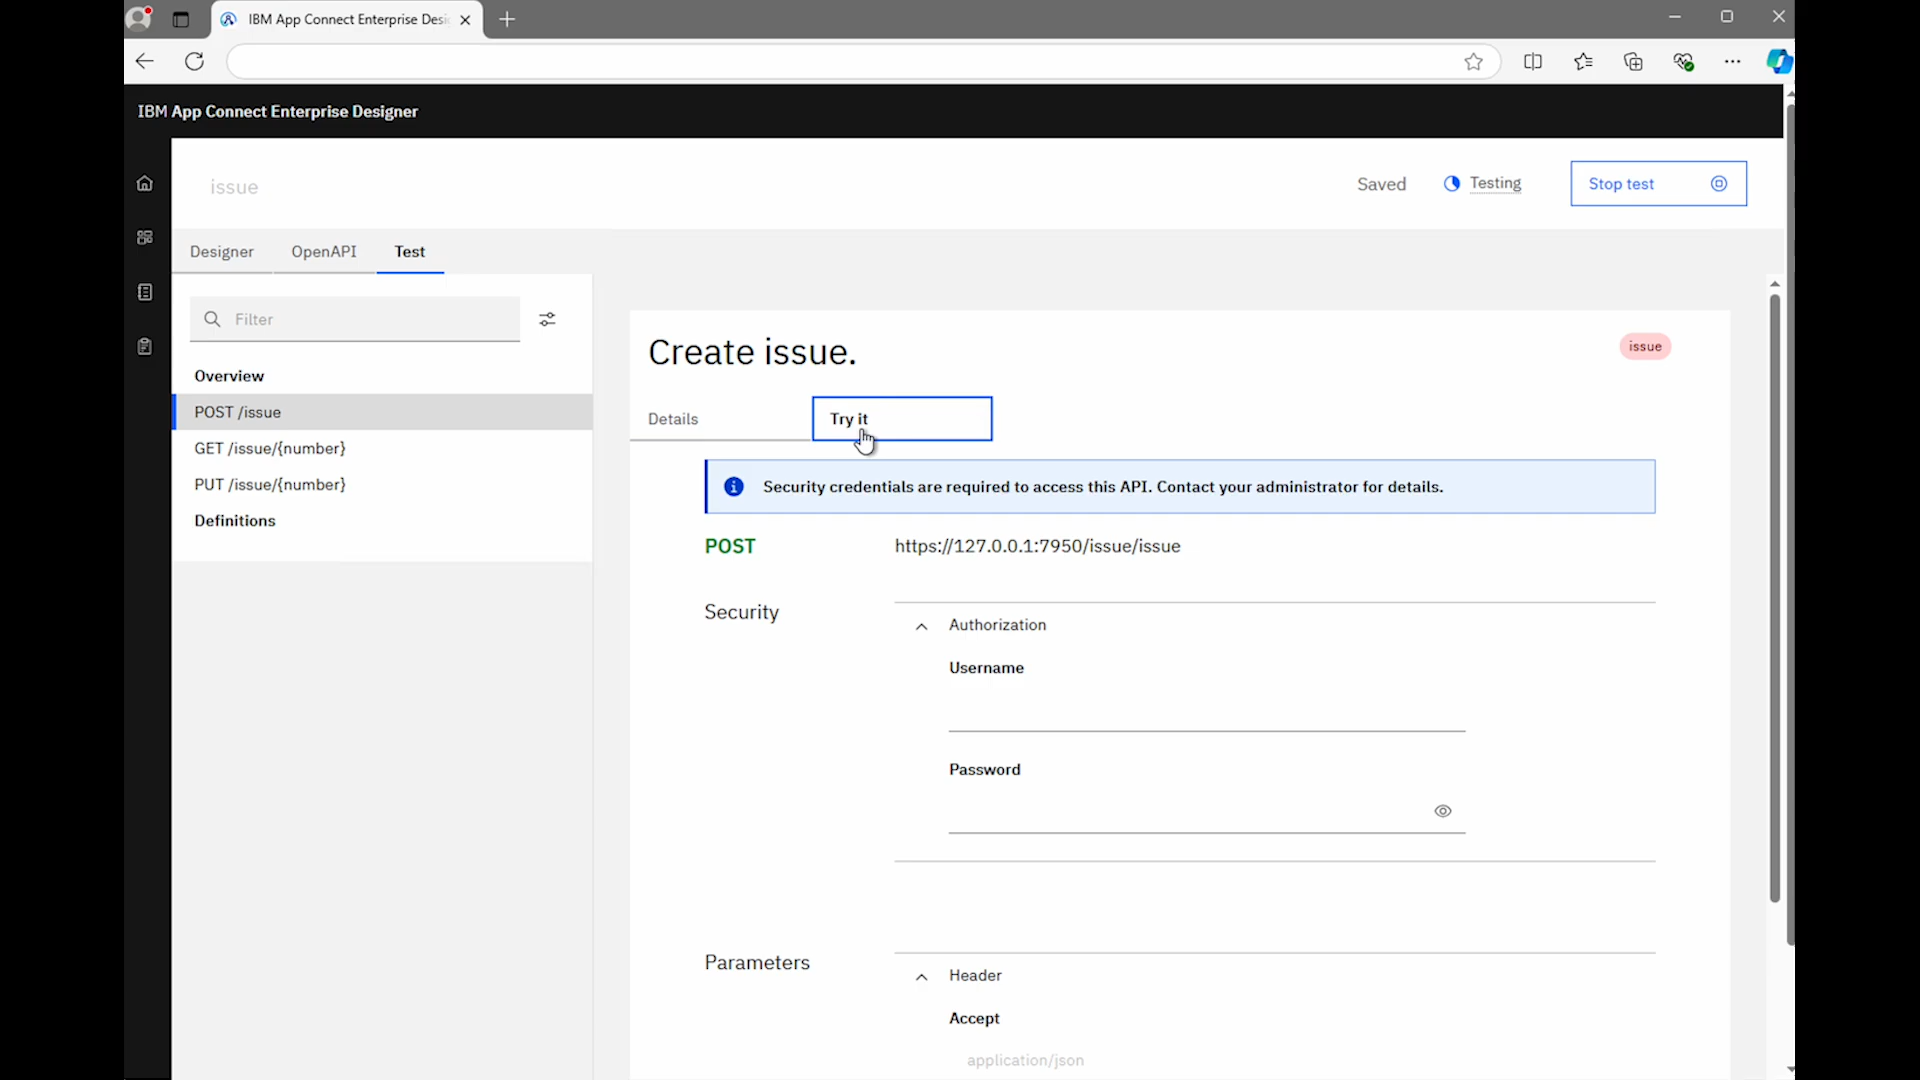 IBM App Connect Enterprise Desi
IBM App Connect Enterprise Designer
issue
Saved
Testing
Stop test
Designer
OpenAPI
Test
Filter
Overview
POST /issue
GET /issue/{number}
PUT /issue/{number}
Definitions
Create issue.
issue
Details
Try it
Security credentials are required to access this API. Contact your administrator for details.
POST
https://127.0.0.1:7950/issue/issue
Security
Authorization
Username
Password
Parameters
Header
Accept
application/json